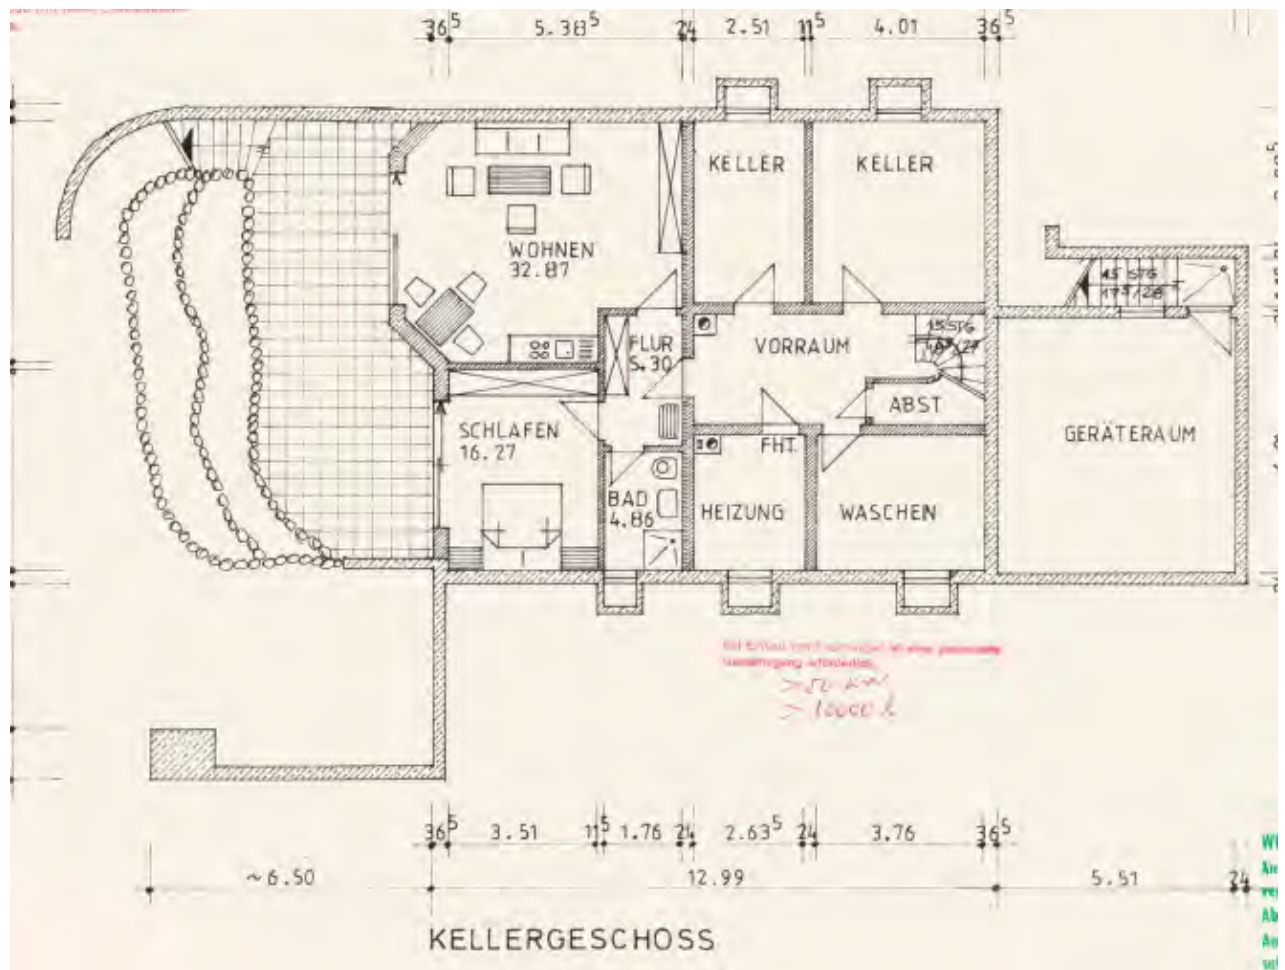 36⁵ 5.38⁵ 24 2.51 11⁵ 4.01 36⁵
KELLER KELLER
WOHNEN
32.87
15 STG
17⁵/28
FLUR
5.30
VORRAUM
15 STG
ABST
SCHLAFEN
16.27
GERÄTERAUM
FHT.
BAD
4.86
HEIZUNG WASCHEN
> 50 kW
> 10000 l
36⁵ 3.51 11⁵ 1.76 24 2.63⁵ 24 3.76 36⁵
~6.50 12.99 5.51 24
KELLERGESCHOSS